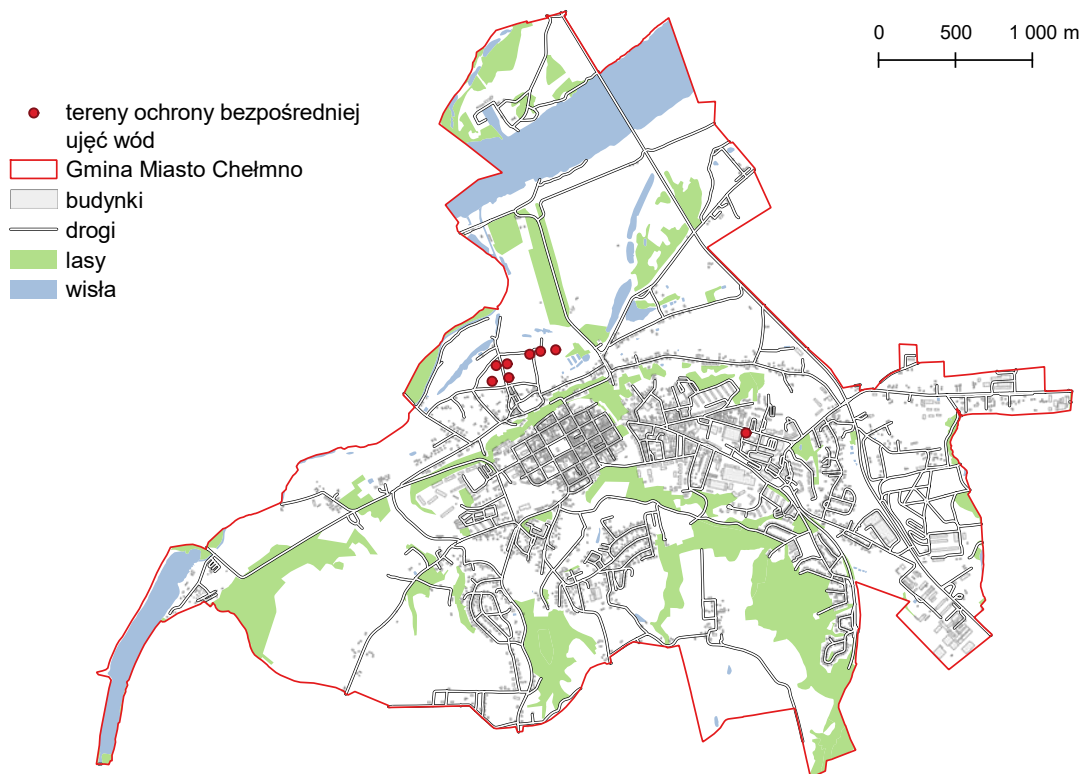 0 500 1 000 m
tereny ochrony bezpośredniej
ujęć wód
Gmina Miasto Chełmno
budynki
drogi
lasy
wisła